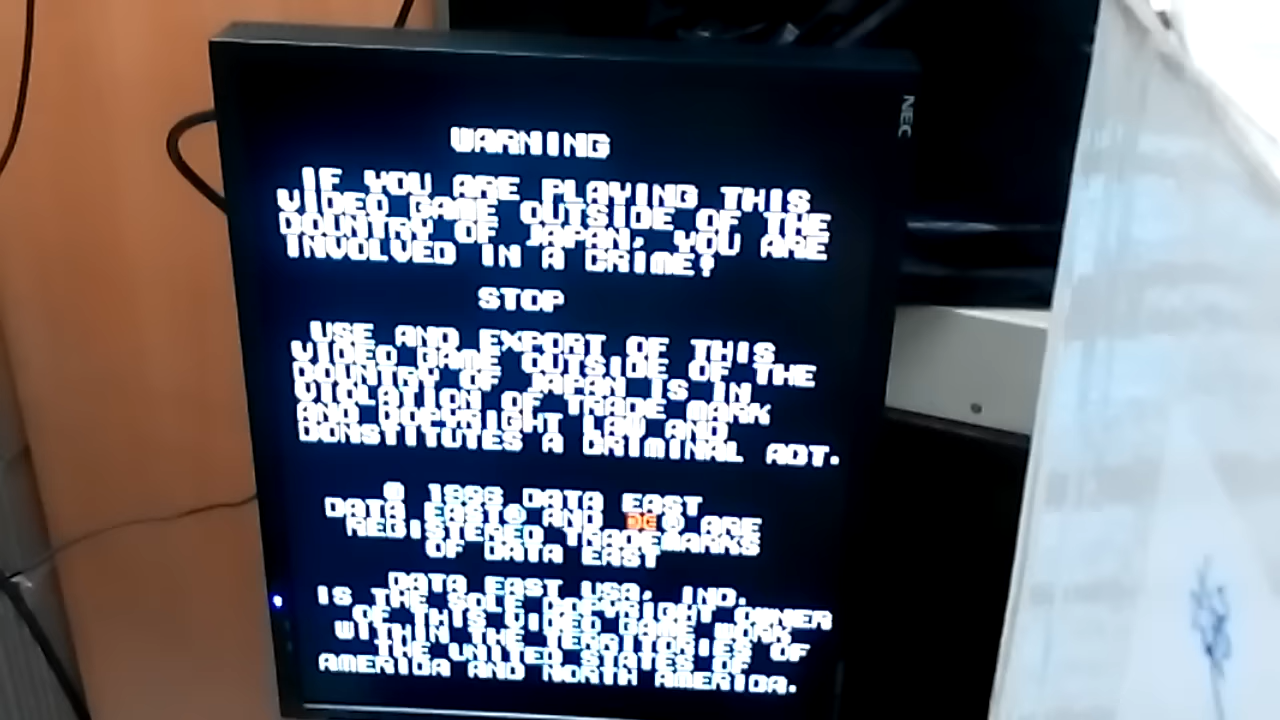 NEC
WARNING
IF YOU ARE PLAYING THIS
VIDEO GAME OUTSIDE OF THE
COUNTRY OF JAPAN, YOU ARE
INVOLVED IN A CRIME!
STOP
USE AND EXPORT OF THIS
VIDEO GAME OUTSIDE OF THE
COUNTRY OF JAPAN IS IN
VIOLATION OF TRADE MARK
AND COPYRIGHT LAW AND
CONSTITUTES A CRIMINAL ACT.
© DATA EAST
DATA EAST® AND DE® ARE
REGISTERED TRADEMARKS
OF DATA EAST
DATA EAST USA, INC.
IS THE SOLE COPYRIGHT OWNER
OF THIS VIDEO GAME WORK
WITHIN THE TERRITORIES OF
THE UNITED STATES OF
AMERICA AND NORTH AMERICA.